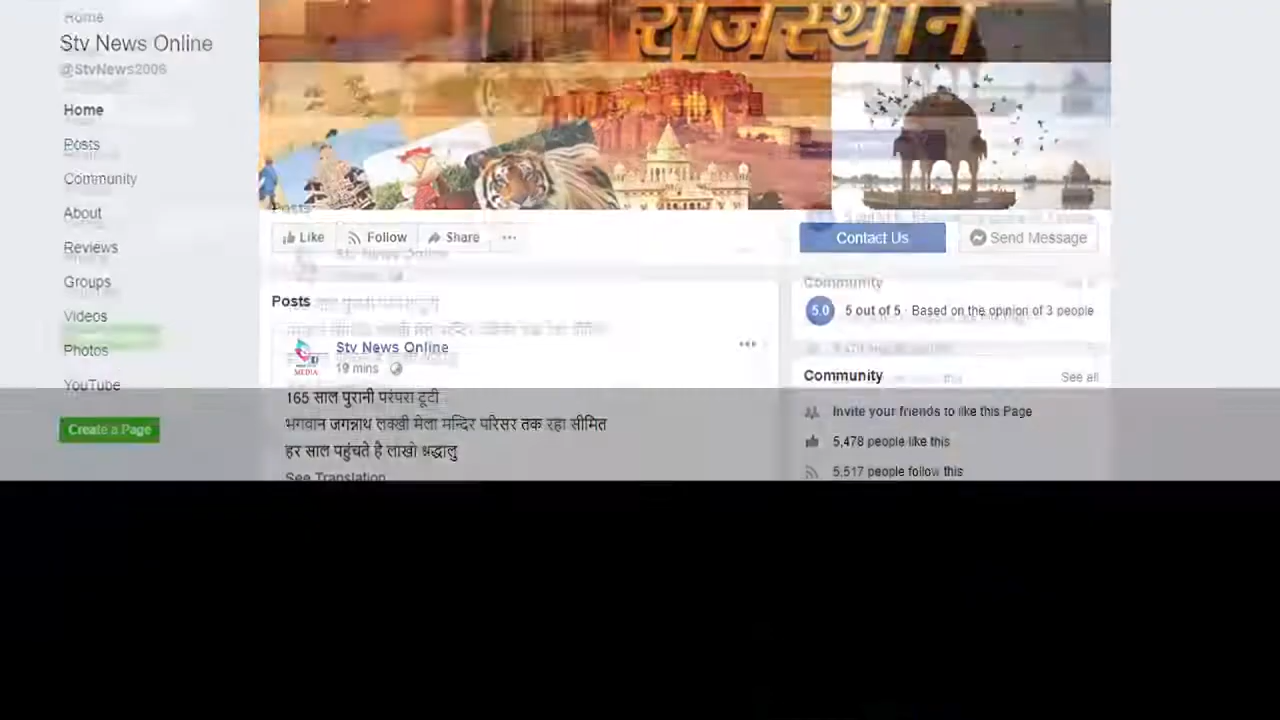 Home
Stv News Online
@StvNews2006
Home
Posts
Community
About
Reviews
Groups
Videos
Photos
YouTube
Create a Page
राजस्थान
Like
Follow
Share
Contact Us
Send Message
Posts
Stv News Online
19 mins
MEDIA
165 साल पुरानी परंपरा टूटी
भगवान जगन्नाथ लक्खी मेला मन्दिर परिसर तक रहा सीमित
हर साल पहुंचते है लाखो श्रद्धालु
See Translation
Community
5.0
5 out of 5 · Based on the opinion of 3 people
Community
See all
Invite your friends to like this Page
5,478 people like this
5,517 people follow this